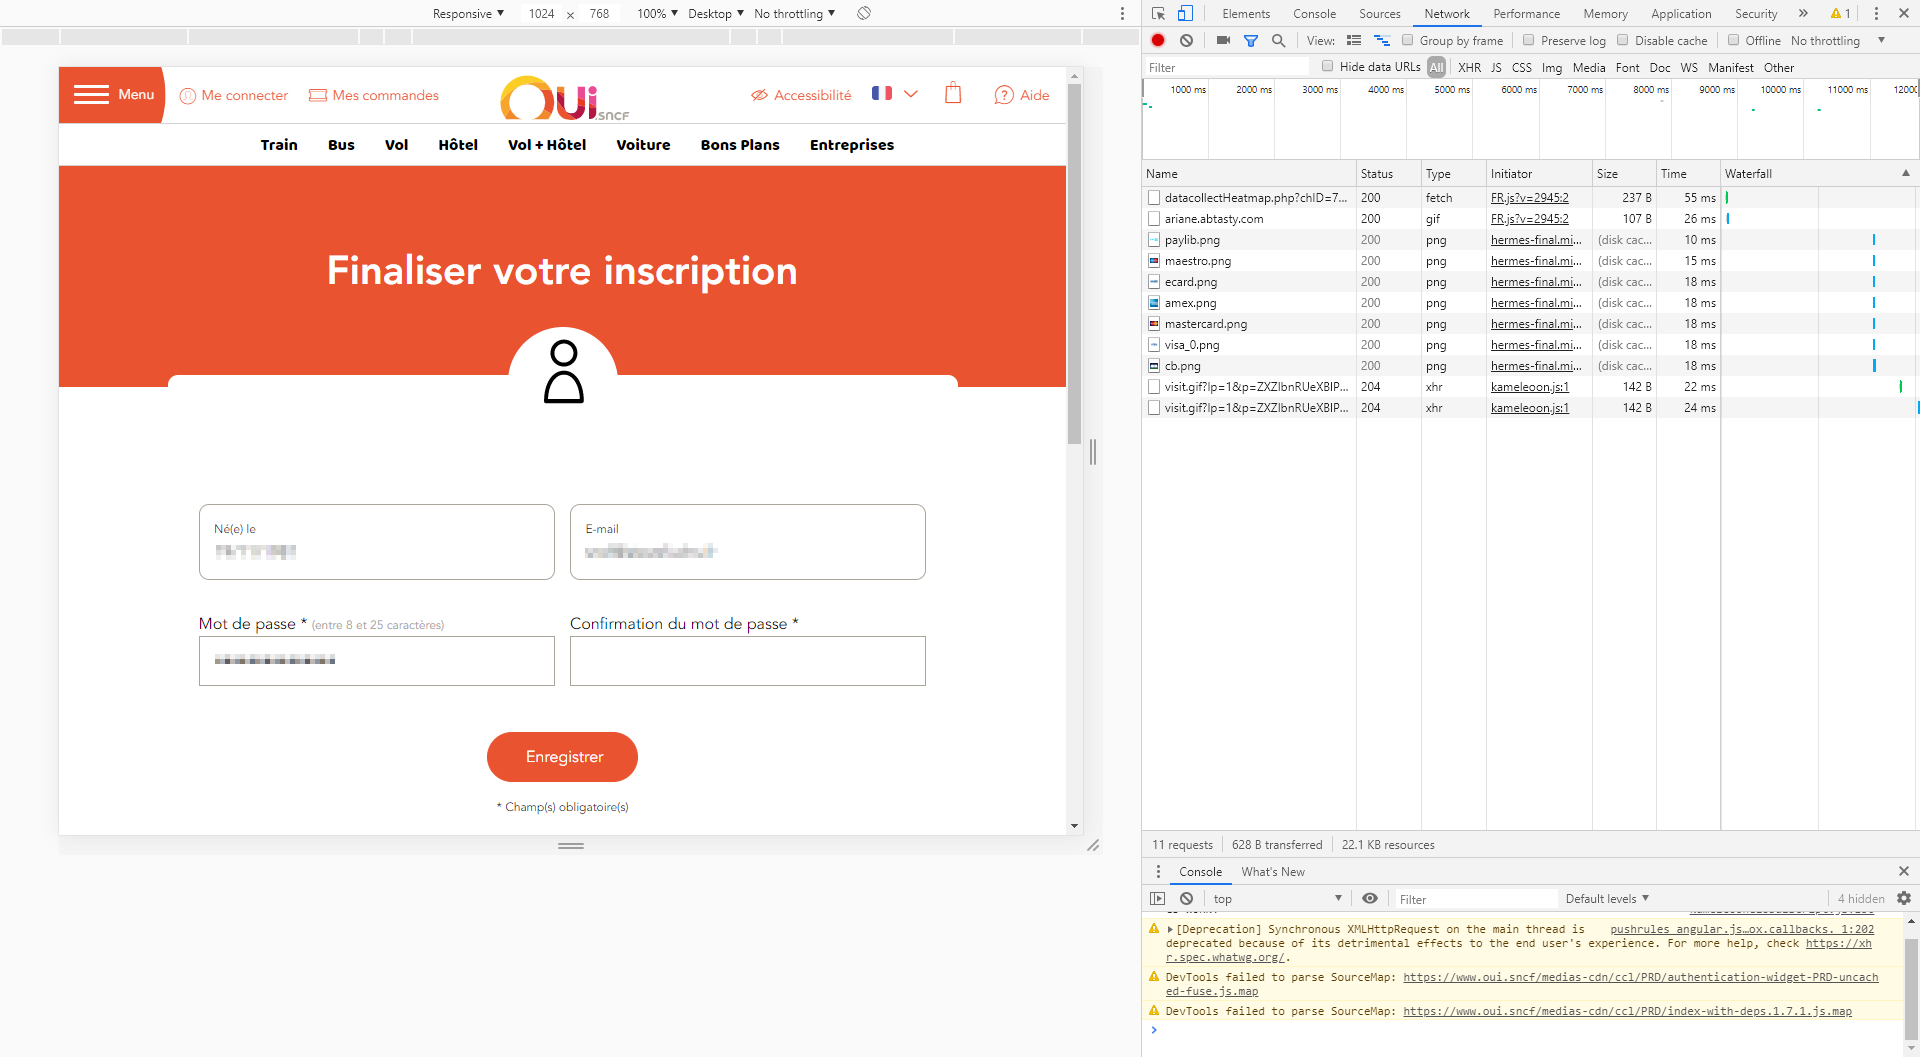 Responsive ▼ 1024 × 768 100% ▼ Desktop ▼ No throttling ▼
Menu Me connecter Mes commandes OUi.sncf Accessibilité Aide
Train Bus Vol Hôtel Vol + Hôtel Voiture Bons Plans Entreprises
Finaliser votre inscription
Né(e) le
E-mail
Mot de passe * (entre 8 et 25 caractères)
Confirmation du mot de passe *
Enregistrer
* Champ(s) obligatoire(s)
Elements Console Sources Network Performance Memory Application Security » 1
View: Group by frame Preserve log Disable cache Offline No throttling ▼
Filter Hide data URLs All XHR JS CSS Img Media Font Doc WS Manifest Other
1000 ms 2000 ms 3000 ms 4000 ms 5000 ms 6000 ms 7000 ms 8000 ms 9000 ms 10000 ms 11000 ms 1200
Name Status Type Initiator Size Time Waterfall ▲
datacollectHeatmap.php?chID=7... 200 fetch FR.js?v=2945:2 237 B 55 ms
ariane.abtasty.com 200 gif FR.js?v=2945:2 107 B 26 ms
paylib.png 200 png hermes-final.mi... (disk cac... 10 ms
maestro.png 200 png hermes-final.mi... (disk cac... 15 ms
ecard.png 200 png hermes-final.mi... (disk cac... 18 ms
amex.png 200 png hermes-final.mi... (disk cac... 18 ms
mastercard.png 200 png hermes-final.mi... (disk cac... 18 ms
visa_0.png 200 png hermes-final.mi... (disk cac... 18 ms
cb.png 200 png hermes-final.mi... (disk cac... 18 ms
visit.gif?lp=1&p=ZXZlbnRUeXBlP... 204 xhr kameleoon.js:1 142 B 22 ms
visit.gif?lp=1&p=ZXZlbnRUeXBlP... 204 xhr kameleoon.js:1 142 B 24 ms
11 requests 628 B transferred 22.1 KB resources
Console What's New
top ▼ Filter Default levels ▼ 4 hidden
[Deprecation] Synchronous XMLHttpRequest on the main thread is pushrules_angular.js…ox.callbacks._1:202
deprecated because of its detrimental effects to the end user's experience. For more help, check https://xh
r.spec.whatwg.org/.
DevTools failed to parse SourceMap: https://www.oui.sncf/medias-cdn/ccl/PRD/authentication-widget-PRD-uncach
ed-fuse.js.map
DevTools failed to parse SourceMap: https://www.oui.sncf/medias-cdn/ccl/PRD/index-with-deps.1.7.1.js.map